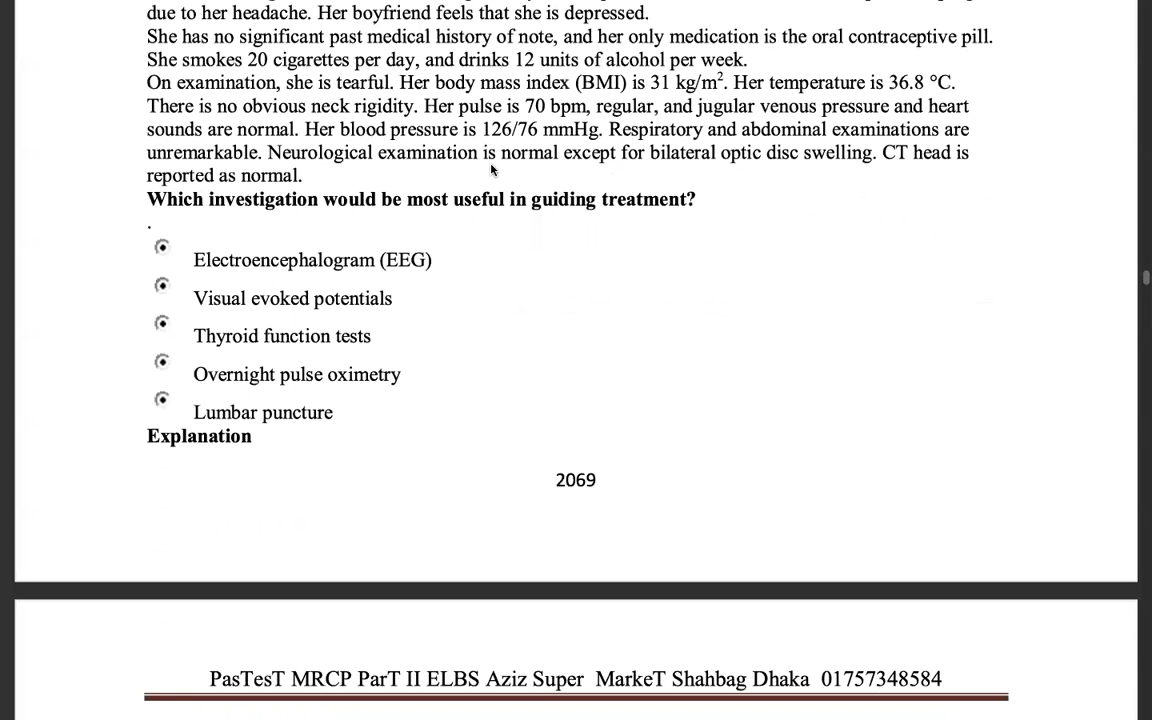 due to her headache. Her boyfriend feels that she is depressed.
She has no significant past medical history of note, and her only medication is the oral contraceptive pill.
She smokes 20 cigarettes per day, and drinks 12 units of alcohol per week.
On examination, she is tearful. Her body mass index (BMI) is 31 kg/m². Her temperature is 36.8 °C.
There is no obvious neck rigidity. Her pulse is 70 bpm, regular, and jugular venous pressure and heart
sounds are normal. Her blood pressure is 126/76 mmHg. Respiratory and abdominal examinations are
unremarkable. Neurological examination is normal except for bilateral optic disc swelling. CT head is
reported as normal.
Which investigation would be most useful in guiding treatment?
.
Electroencephalogram (EEG)
Visual evoked potentials
Thyroid function tests
Overnight pulse oximetry
Lumbar puncture
Explanation
2069
PasTesT MRCP ParT II ELBS Aziz Super MarkeT Shahbag Dhaka 01757348584